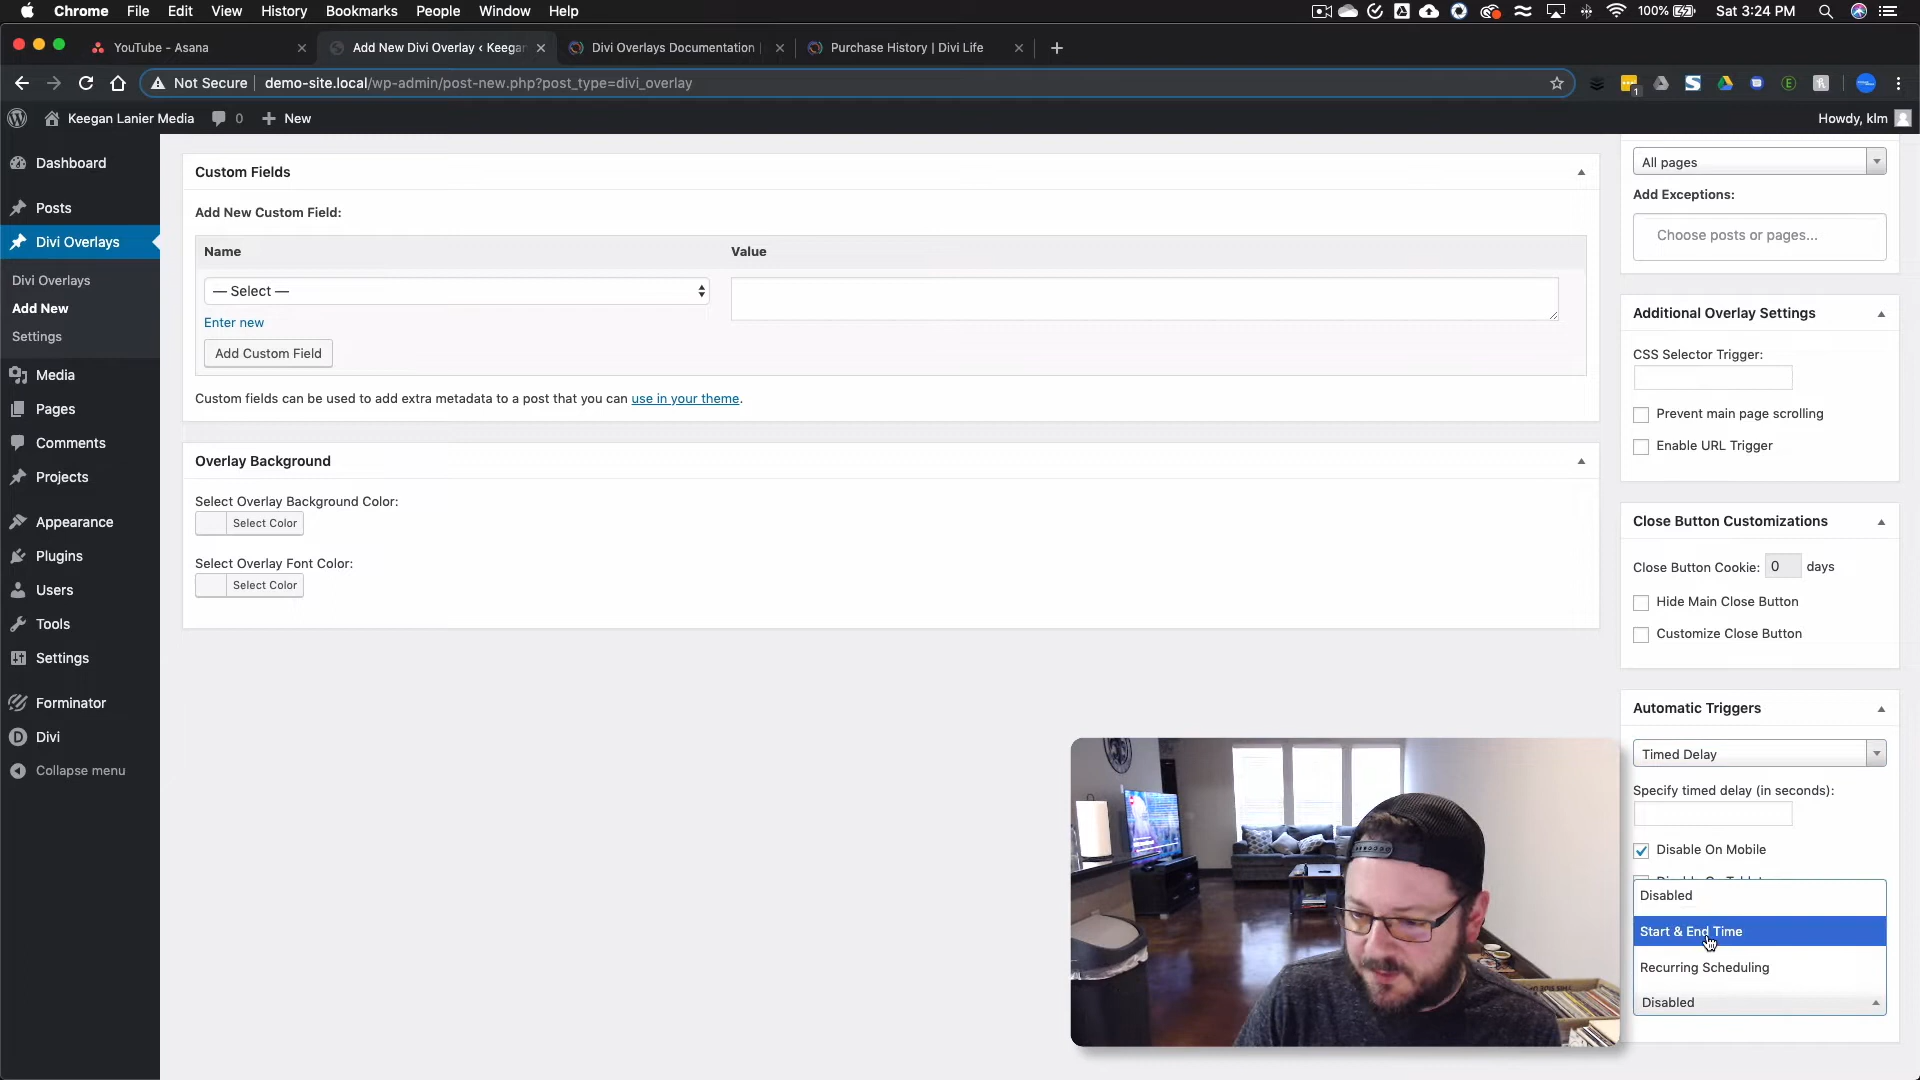 Chrome File Edit View History Bookmarks People Window Help 100% Sat 3:24 PM
YouTube - Asana
Add New Divi Overlay ‹ Keegan
Divi Overlays Documentation
Purchase History | Divi Life
Not Secure demo-site.local/wp-admin/post-new.php?post_type=divi_overlay
Keegan Lanier Media 0 New Howdy, klm
Dashboard
Posts
Divi Overlays
Divi Overlays
Add New
Settings
Media
Pages
Comments
Projects
Appearance
Plugins
Users
Tools
Settings
Forminator
Divi
Collapse menu
Custom Fields
Add New Custom Field:
Name Value
— Select —
Enter new
Add Custom Field
Custom fields can be used to add extra metadata to a post that you can use in your theme.
Overlay Background
Select Overlay Background Color:
Select Color
Select Overlay Font Color:
Select Color
All pages
Add Exceptions:
Choose posts or pages...
Additional Overlay Settings
CSS Selector Trigger:
Prevent main page scrolling
Enable URL Trigger
Close Button Customizations
Close Button Cookie: 0 days
Hide Main Close Button
Customize Close Button
Automatic Triggers
Timed Delay
Specify timed delay (in seconds):
Disable On Mobile
Disabled
Start & End Time
Recurring Scheduling
Disabled